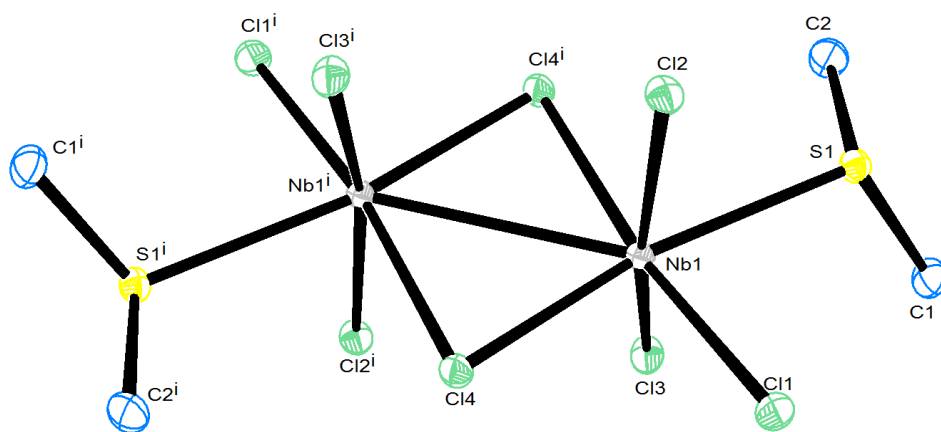 C2
Cl1ⁱ
Cl3ⁱ
Cl4ⁱ
Cl2
C1ⁱ
S1
Nb1ⁱ
S1ⁱ
Nb1
C1
Cl2ⁱ
Cl3
Cl1
C2ⁱ
Cl4